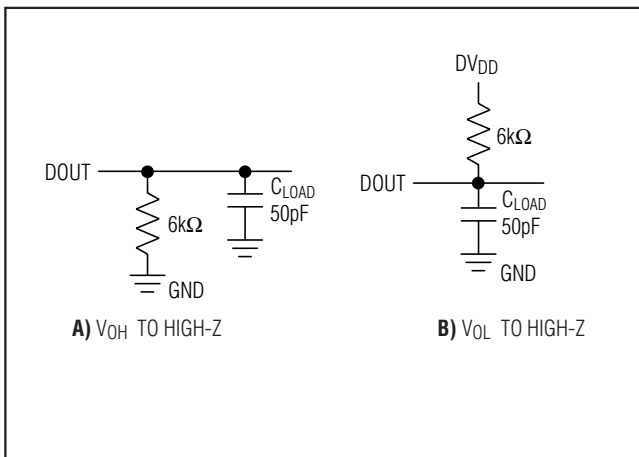 DOUT
6kΩ
GND
CLOAD
50pF
A) VOH TO HIGH-Z
DVDD
6kΩ
DOUT
CLOAD
50pF
GND
B) VOL TO HIGH-Z